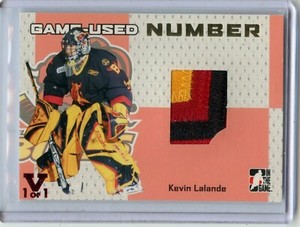 GAME-USED NUMBER
V
1 of 1
Kevin Lalande
IN THE GAME